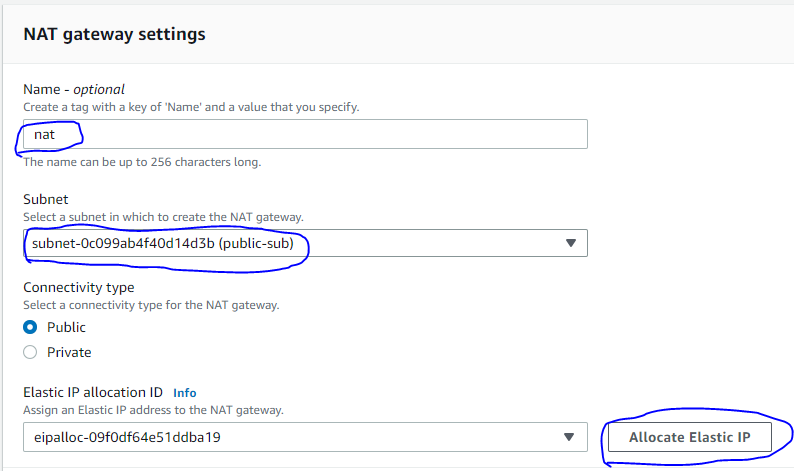 NAT gateway settings
Name - optional
Create a tag with a key of 'Name' and a value that you specify.
nat
The name can be up to 256 characters long.
Subnet
Select a subnet in which to create the NAT gateway.
subnet-0c099ab4f40d14d3b (public-sub)
Connectivity type
Select a connectivity type for the NAT gateway.
Public
Private
Elastic IP allocation ID Info
Assign an Elastic IP address to the NAT gateway.
eipalloc-09f0df64e51ddba19 Allocate Elastic IP